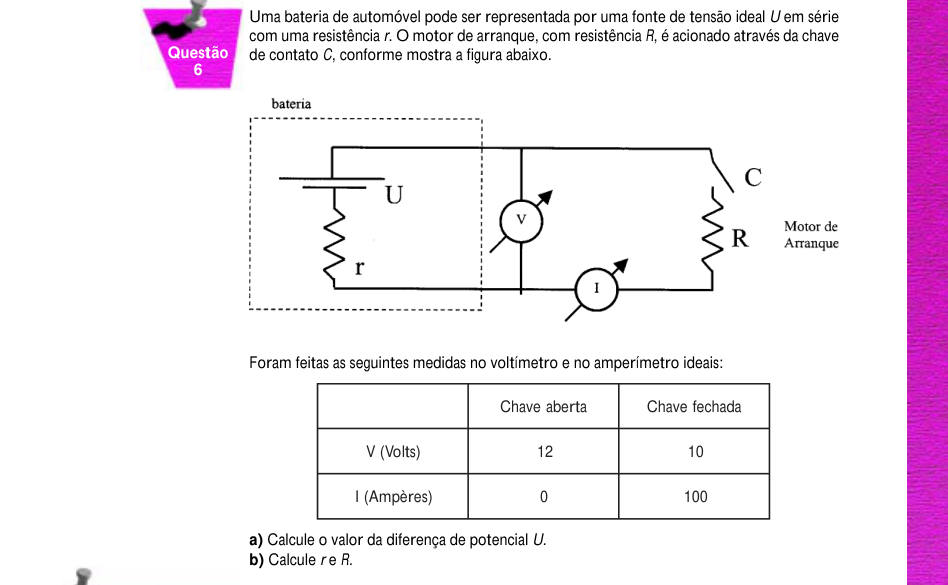 Questão
6
Uma bateria de automóvel pode ser representada por uma fonte de tensão ideal U em série
com uma resistência r. O motor de arranque, com resistência R, é acionado através da chave
de contato C, conforme mostra a figura abaixo.
bateria
U
r
V
I
C
R
Motor de
Arranque
Foram feitas as seguintes medidas no voltímetro e no amperímetro ideais:
Chave aberta Chave fechada
V (Volts) 12 10
I (Ampères) 0 100
a) Calcule o valor da diferença de potencial U.
b) Calcule r e R.